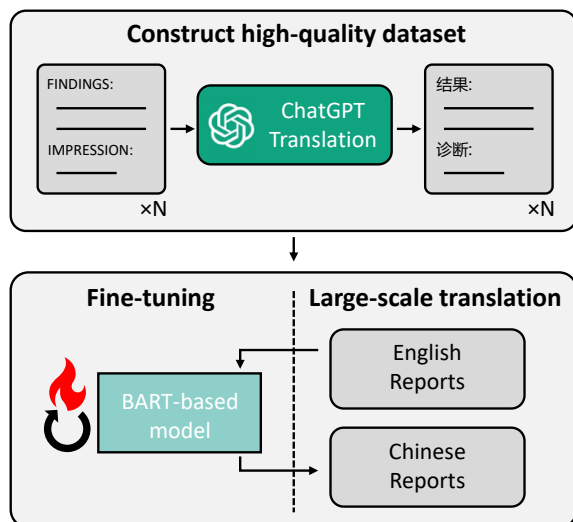 Construct high-quality dataset
FINDINGS:
IMPRESSION:
×N
ChatGPT
Translation
结果:
诊断:
×N
Fine-tuning
BART-based
model
Large-scale translation
English
Reports
Chinese
Reports